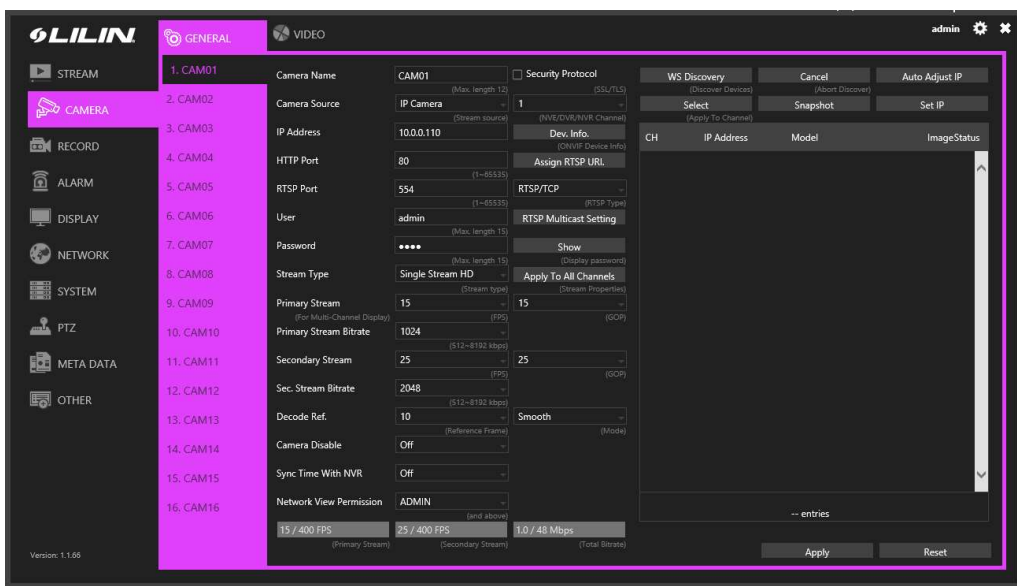 LILIN
GENERAL
VIDEO
admin
STREAM
CAMERA
RECORD
ALARM
DISPLAY
NETWORK
SYSTEM
PTZ
META DATA
OTHER
Version: 1.1.66
1. CAM01
2. CAM02
3. CAM03
4. CAM04
5. CAM05
6. CAM06
7. CAM07
8. CAM08
9. CAM09
10. CAM10
11. CAM11
12. CAM12
13. CAM13
14. CAM14
15. CAM15
16. CAM16
Camera Name CAM01 Security Protocol
(Max. length 12) (SSL/TLS)
Camera Source IP Camera 1
(Stream source) (NVE/DVR/NVR Channel)
IP Address 10.0.0.110 Dev. Info.
(ONVIF Device Info)
HTTP Port 80 Assign RTSP URI.
(1~65535)
RTSP Port 554 RTSP/TCP
(1~65535) (RTSP Type)
User admin RTSP Multicast Setting
(Max. length 15)
Password •••• Show
(Max. length 15) (Display password)
Stream Type Single Stream HD Apply To All Channels
(Stream type) (Stream Properties)
Primary Stream 15 15
(For Multi-Channel Display) (FPS) (GOP)
Primary Stream Bitrate 1024
(512~8192 kbps)
Secondary Stream 25 25
(FPS) (GOP)
Sec. Stream Bitrate 2048
(512~8192 kbps)
Decode Ref. 10 Smooth
(Reference Frame) (Mode)
Camera Disable Off
Sync Time With NVR Off
Network View Permission ADMIN
(and above)
15 / 400 FPS 25 / 400 FPS 1.0 / 48 Mbps
(Primary Stream) (Secondary Stream) (Total Bitrate)
WS Discovery Cancel Auto Adjust IP
(Discover Devices) (Abort Discover)
Select Snapshot Set IP
(Apply To Channel)
CH IP Address Model ImageStatus
-- entries
Apply Reset